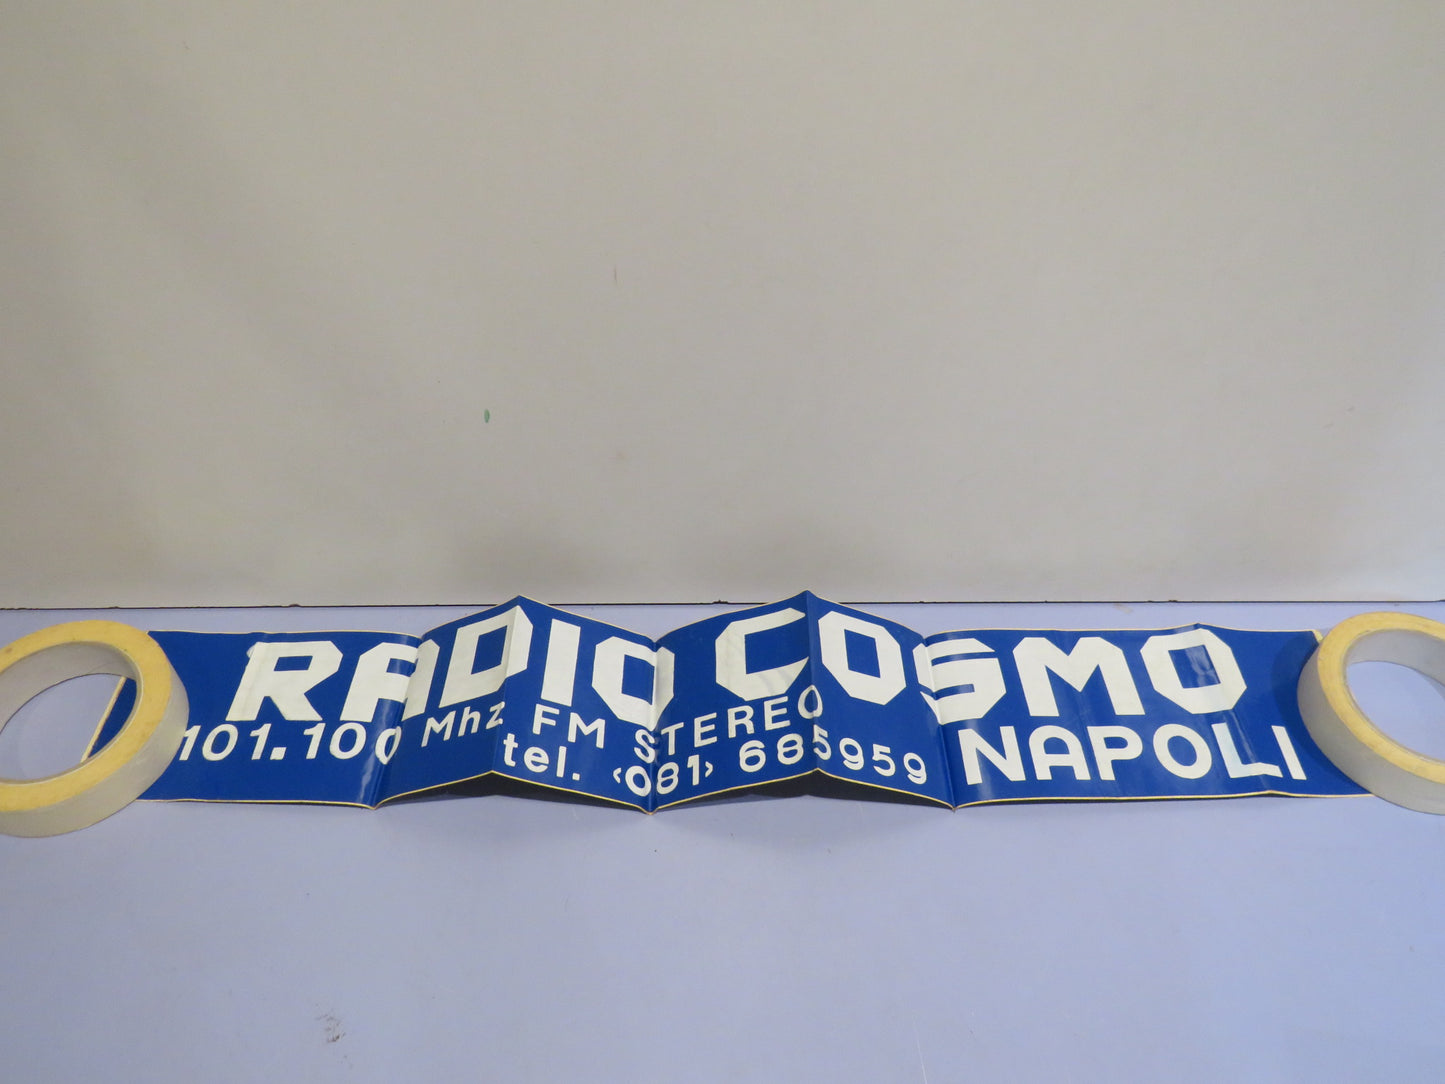 RADIO COSMO
101.100 Mhz FM STEREO
tel. ‹081› 685959 NAPOLI